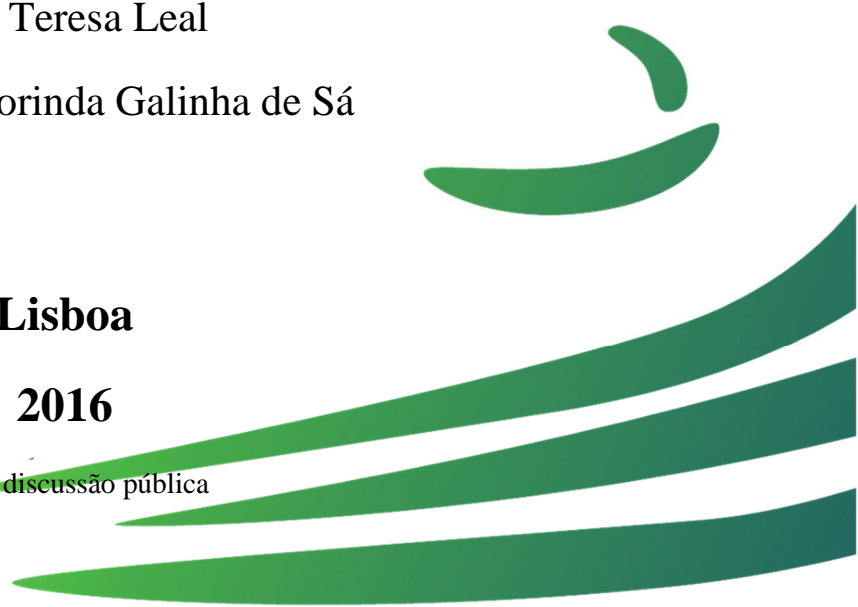 Teresa Leal
orinda Galinha de Sá
Lisboa
2016
discussão pública